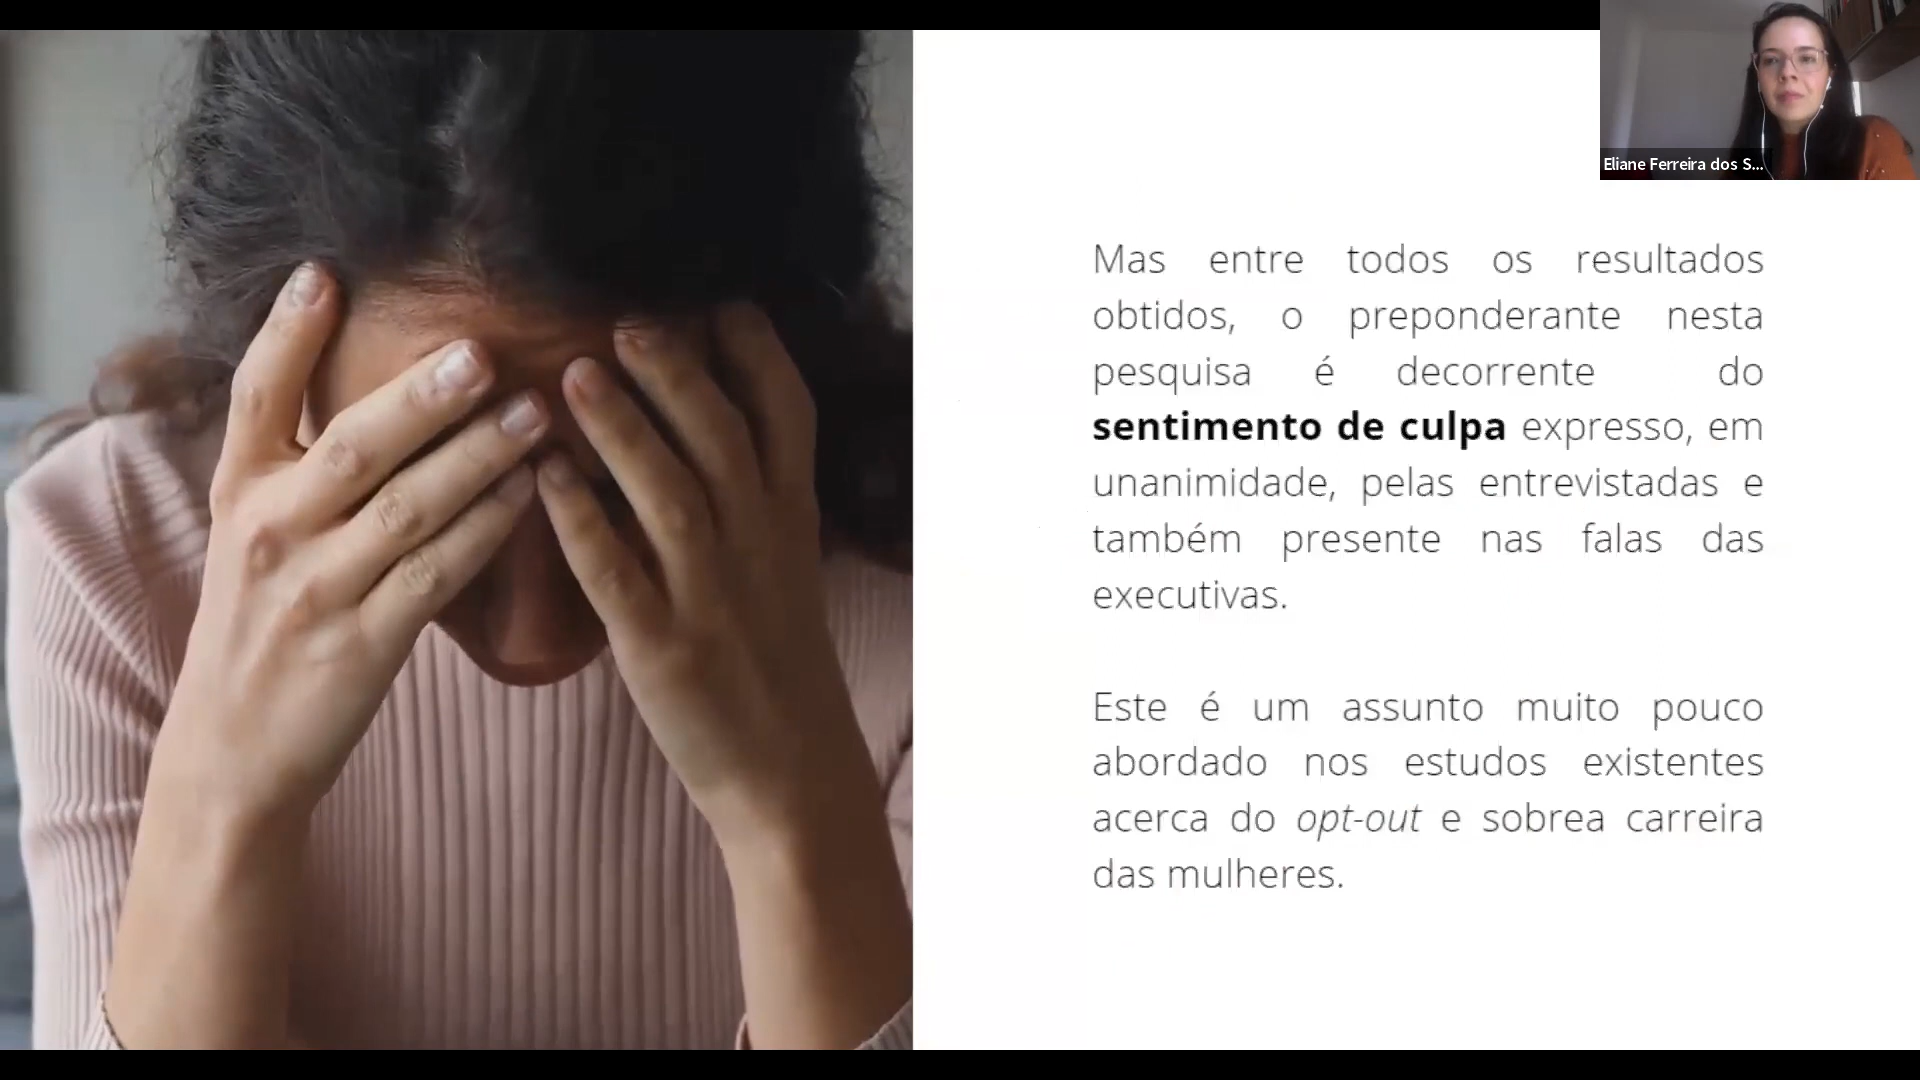 Eliane Ferreira dos S...
Mas entre todos os resultados
obtidos, o preponderante nesta
pesquisa é decorrente do
sentimento de culpa expresso, em
unanimidade, pelas entrevistadas e
também presente nas falas das
executivas.
Este é um assunto muito pouco
abordado nos estudos existentes
acerca do opt-out e sobrea carreira
das mulheres.